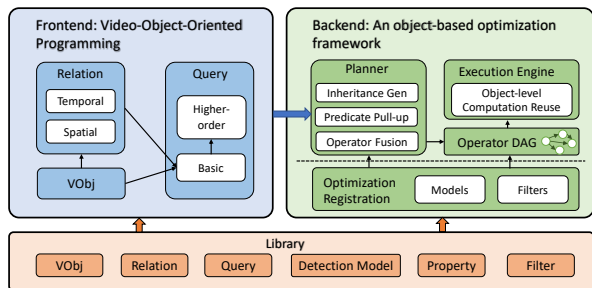 Frontend: Video-Object-Oriented
Programming
Relation
Temporal
Spatial
VObj
Query
Higher-
order
Basic
Backend: An object-based optimization
framework
Planner
Inheritance Gen
Predicate Pull-up
Operator Fusion
Execution Engine
Object-level
Computation Reuse
Operator DAG
Optimization
Registration
Models
Filters
Library
VObj
Relation
Query
Detection Model
Property
Filter